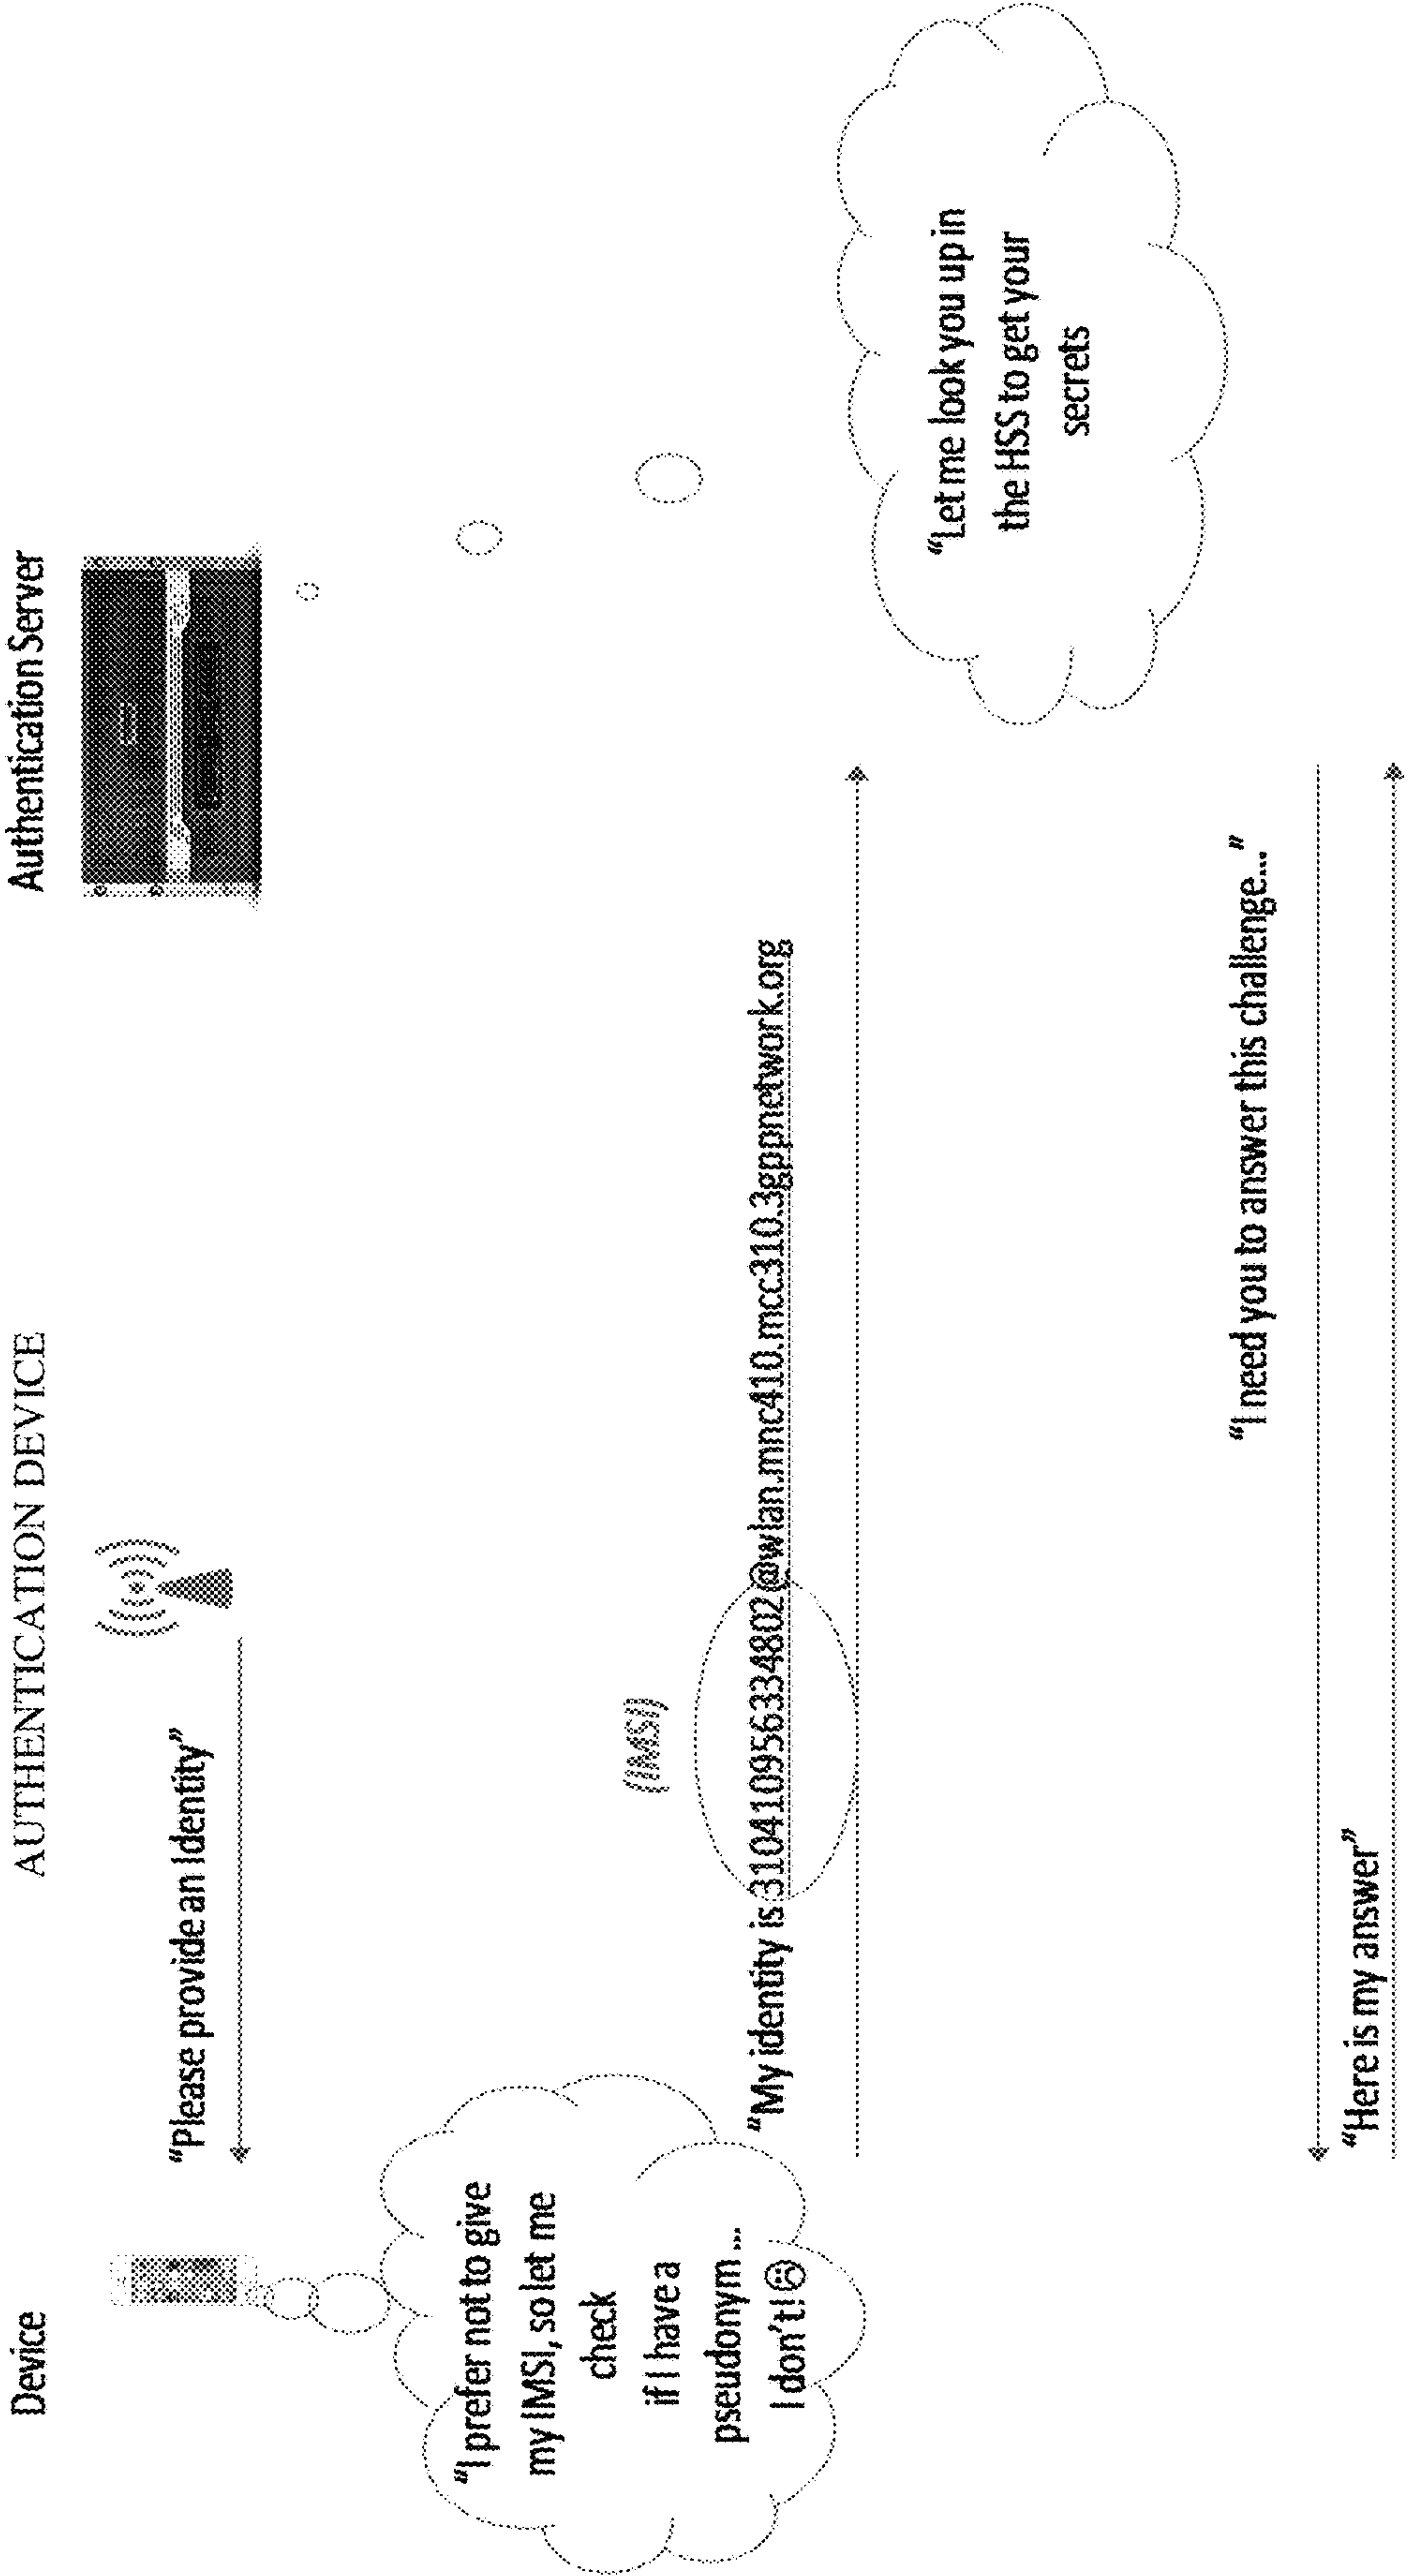 Device
AUTHENTICATION DEVICE
Authentication Server
“Please provide an Identity”
“I prefer not to give
my IMSI, so let me
check
if I have a
pseudonym...
I don't!☹
(IMSI)
“My identity is 310410956334802@wlan.mnc410.mcc310.3gppnetwork.org
“Let me look you up in
the HSS to get your
secrets
“I need you to answer this challenge...”
“Here is my answer”